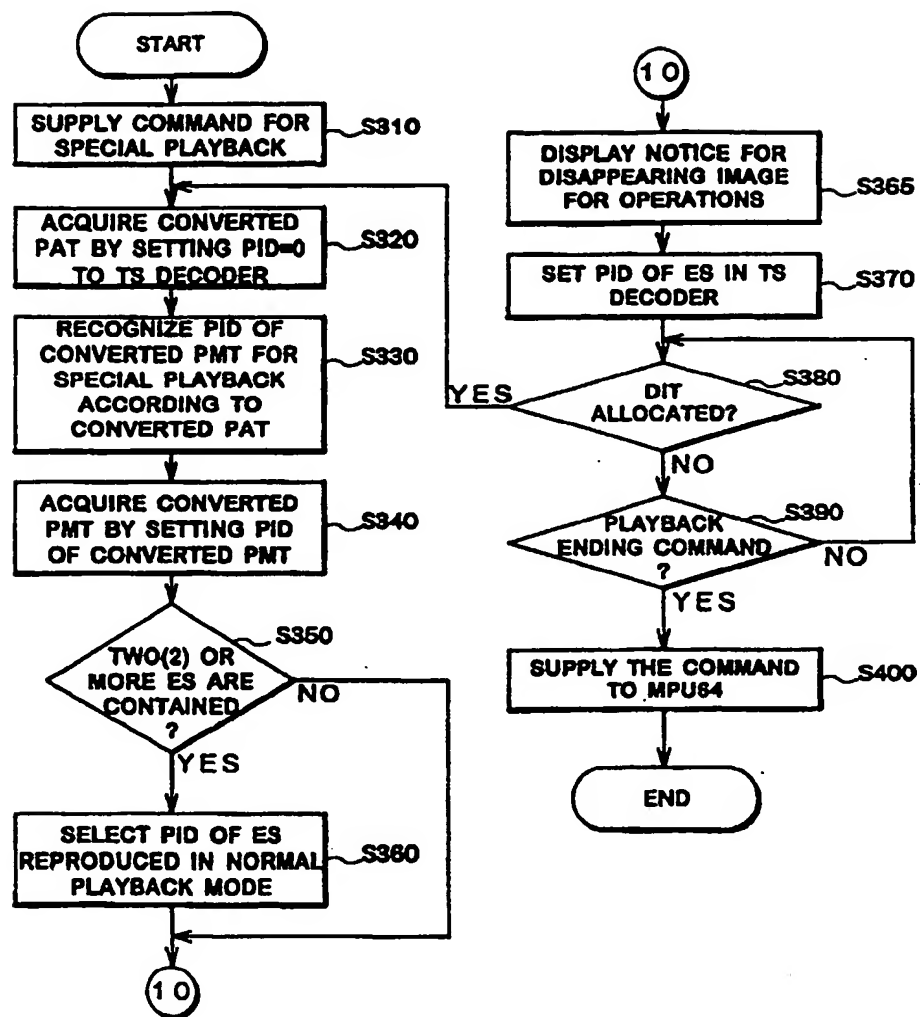 START
SUPPLY COMMAND FOR
SPECIAL PLAYBACK
S310
ACQUIRE CONVERTED
PAT BY SETTING PID=0
TO TS DECODER
S320
RECOGNIZE PID OF
CONVERTED PMT FOR
SPECIAL PLAYBACK
ACCORDING TO
CONVERTED PAT
S330
ACQUIRE CONVERTED
PMT BY SETTING PID
OF CONVERTED PMT
S340
S350
TWO(2) OR
MORE ES ARE
CONTAINED
?
NO
YES
SELECT PID OF ES
REPRODUCED IN NORMAL
PLAYBACK MODE
S360
10
10
DISPLAY NOTICE FOR
DISAPPEARING IMAGE
FOR OPERATIONS
S365
SET PID OF ES IN TS
DECODER
S370
S380
YES
DIT
ALLOCATED?
NO
S390
PLAYBACK
ENDING COMMAND
?
NO
YES
SUPPLY THE COMMAND
TO MPU64
S400
END